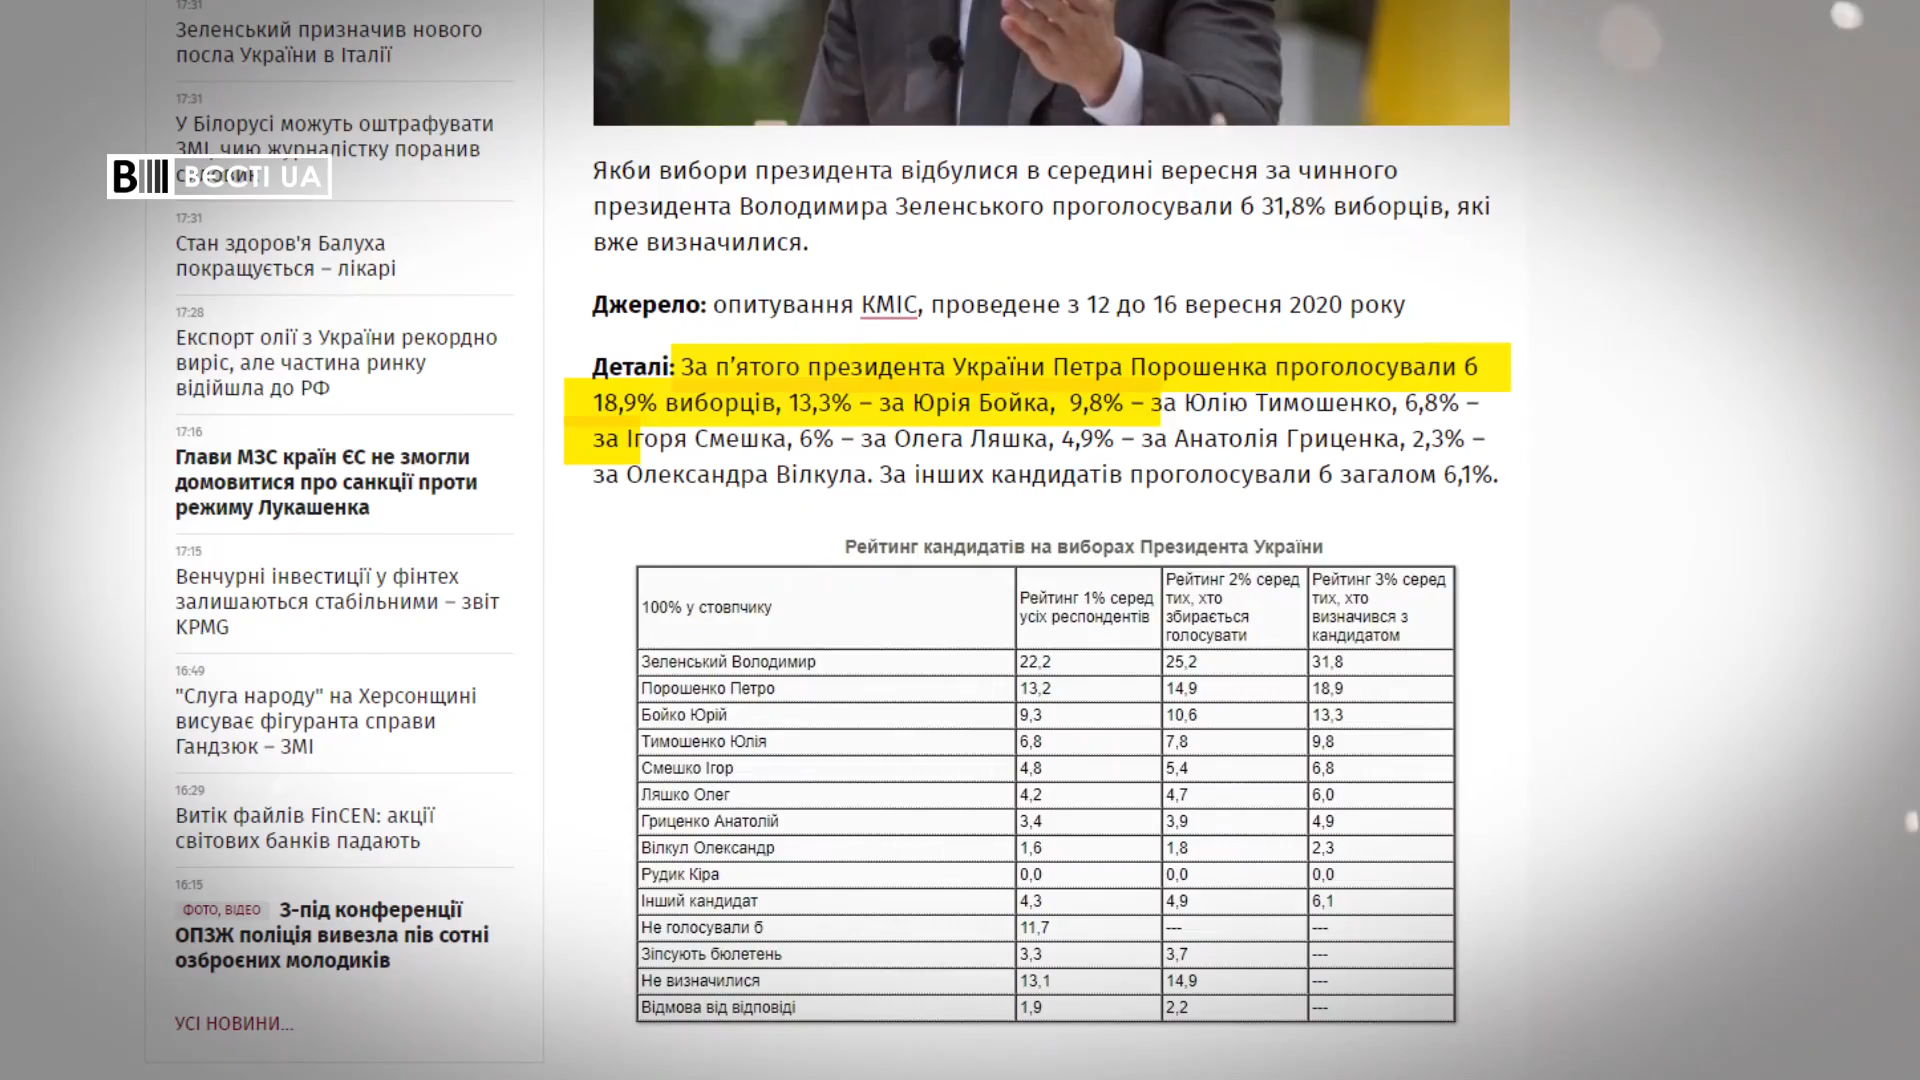 17:31
Зеленський призначив нового
посла України в Італії
17:31
У Білорусі можуть оштрафувати
ЗМІ, чию журналістку поранив
В ВЕСТІ UA
17:31
Стан здоров'я Балуха
покращується – лікарі
17:28
Експорт олії з України рекордно
виріс, але частина ринку
відійшла до РФ
17:16
Глави МЗС країн ЄС не змогли
домовитися про санкції проти
режиму Лукашенка
17:15
Венчурні інвестиції у фінтех
залишаються стабільними – звіт
KPMG
16:49
"Слуга народу" на Херсонщині
висуває фігуранта справи
Гандзюк – ЗМІ
16:29
Витік файлів FinCEN: акції
світових банків падають
16:15
ФОТО, ВІДЕО З-під конференції
ОПЗЖ поліція вивезла пів сотні
озброєних молодиків
УСІ НОВИНИ...
Якби вибори президента відбулися в середині вересня за чинного
президента Володимира Зеленського проголосували б 31,8% виборців, які
вже визначилися.
Джерело: опитування КМІС, проведене з 12 до 16 вересня 2020 року
Деталі: За п’ятого президента України Петра Порошенка проголосували б
18,9% виборців, 13,3% – за Юрія Бойка, 9,8% – за Юлію Тимошенко, 6,8% –
за Ігоря Смешка, 6% – за Олега Ляшка, 4,9% – за Анатолія Гриценка, 2,3% –
за Олександра Вілкула. За інших кандидатів проголосували б загалом 6,1%.
Рейтинг кандидатів на виборах Президента України
100% у стовпчику Рейтинг 1% серед усіх респондентів Рейтинг 2% серед тих, хто збирається голосувати Рейтинг 3% серед тих, хто визначився з кандидатом
Зеленський Володимир 22,2 25,2 31,8
Порошенко Петро 13,2 14,9 18,9
Бойко Юрій 9,3 10,6 13,3
Тимошенко Юлія 6,8 7,8 9,8
Смешко Ігор 4,8 5,4 6,8
Ляшко Олег 4,2 4,7 6,0
Гриценко Анатолій 3,4 3,9 4,9
Вілкул Олександр 1,6 1,8 2,3
Рудик Кіра 0,0 0,0 0,0
Інший кандидат 4,3 4,9 6,1
Не голосували б 11,7 --- ---
Зіпсують бюлетень 3,3 3,7 ---
Не визначилися 13,1 14,9 ---
Відмова від відповіді 1,9 2,2 ---